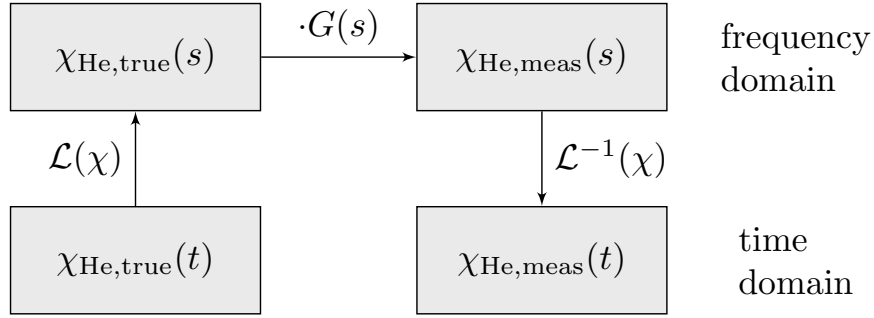 ·G(s)
χHe,true(s)
χHe,meas(s)
frequency
domain
ℒ(χ)
ℒ⁻¹(χ)
χHe,true(t)
χHe,meas(t)
time
domain